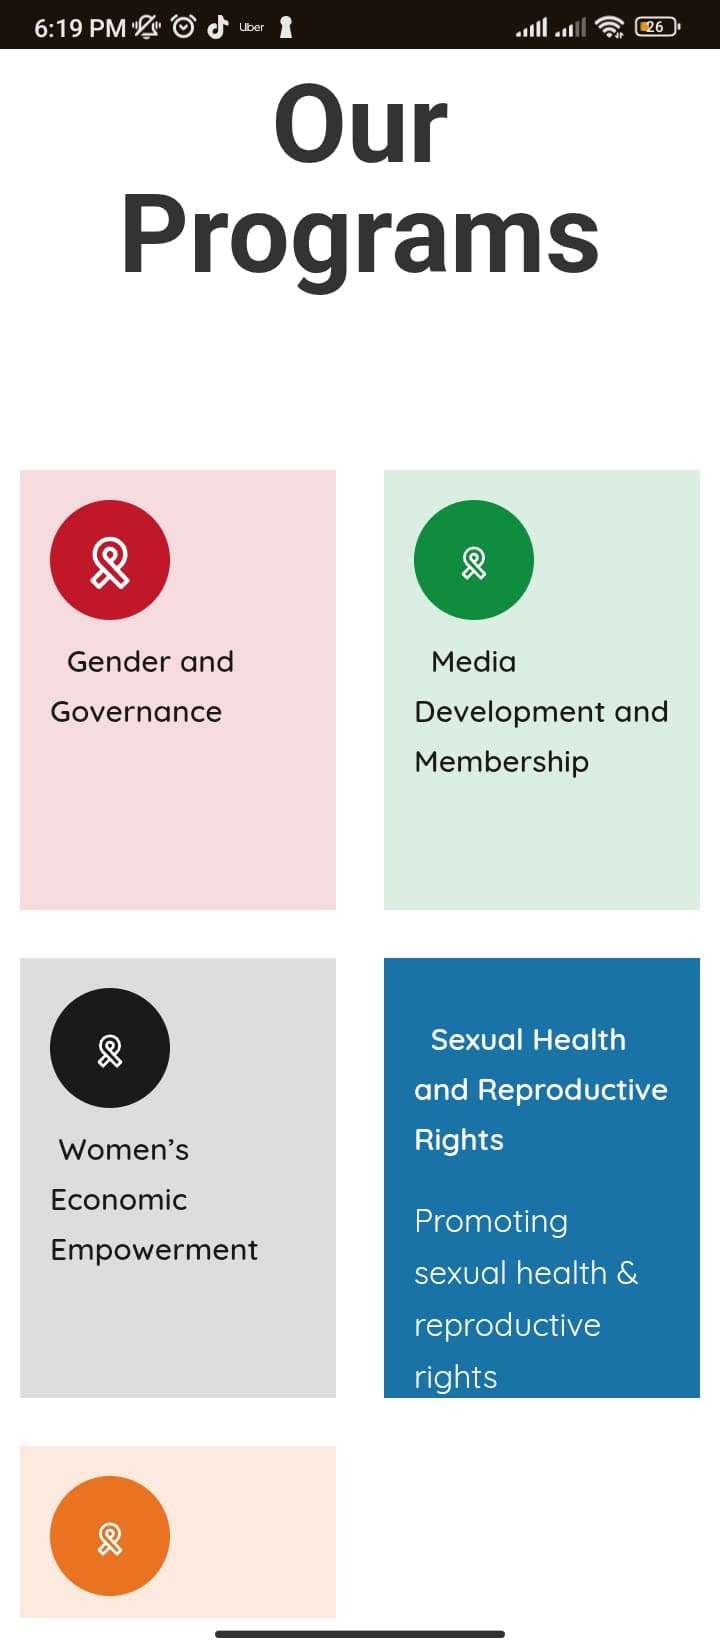 6:19 PM
Uber
26
Our
Programs
Gender and
Governance
Media
Development and
Membership
Women’s
Economic
Empowerment
Sexual Health
and Reproductive
Rights
Promoting
sexual health &
reproductive
rights